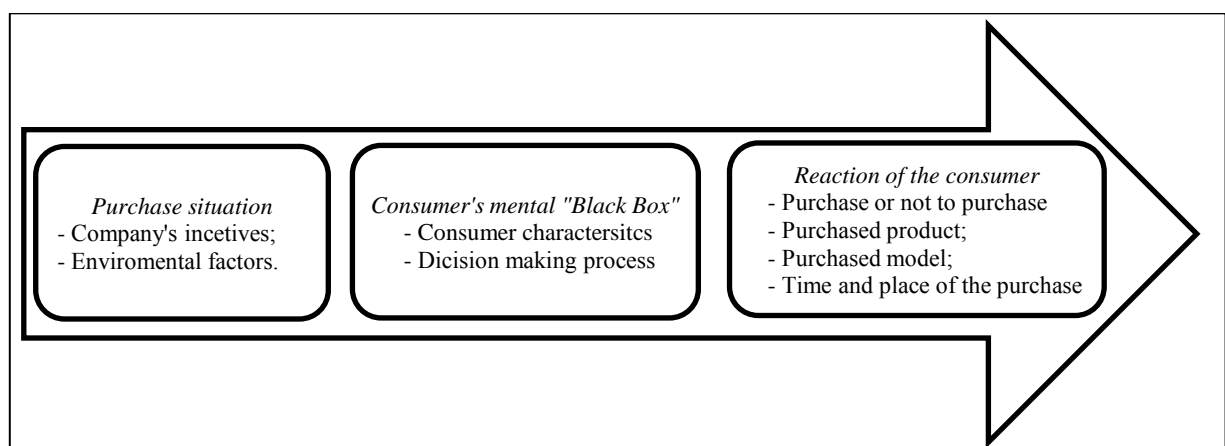 Purchase situation
- Company's incetives;
- Enviromental factors.
Consumer's mental "Black Box"
- Consumer charactersitcs
- Dicision making process
Reaction of the consumer
- Purchase or not to purchase
- Purchased product;
- Purchased model;
- Time and place of the purchase